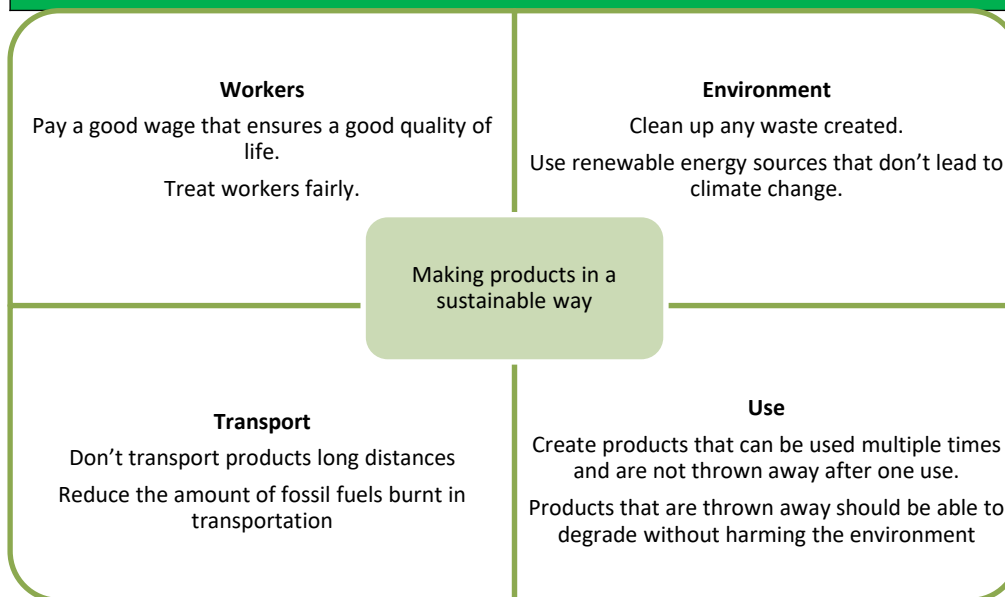 Workers
Pay a good wage that ensures a good quality of
life.
Treat workers fairly.
Environment
Clean up any waste created.
Use renewable energy sources that don’t lead to
climate change.
Making products in a
sustainable way
Transport
Don’t transport products long distances
Reduce the amount of fossil fuels burnt in
transportation
Use
Create products that can be used multiple times
and are not thrown away after one use.
Products that are thrown away should be able to
degrade without harming the environment